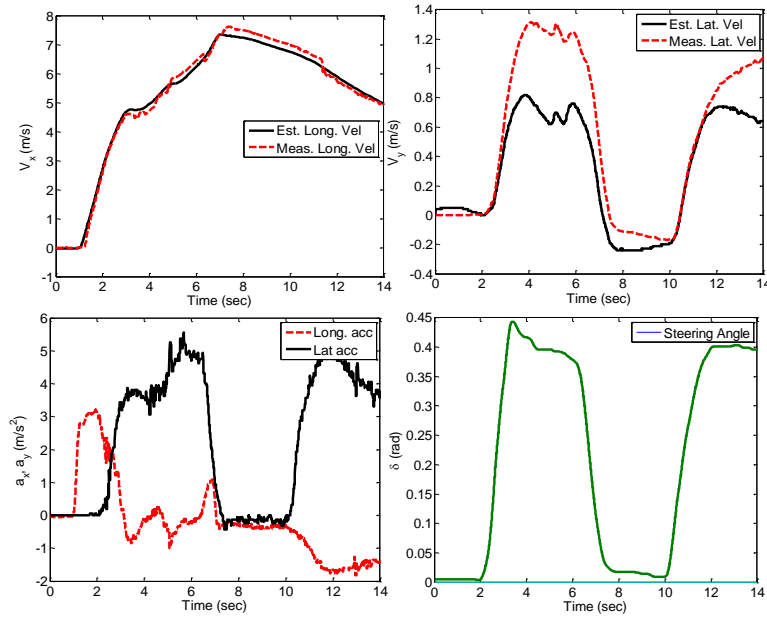 8
7
6
5
4
3
2
1
0
-1
V_x (m/s)
Est. Long. Vel
Meas. Long. Vel
0 2 4 6 8 10 12 14
Time (sec)
1.4
1.2
1
0.8
0.6
0.4
0.2
0
-0.2
-0.4
V_y (m/s)
Est. Lat. Vel
Meas. Lat. Vel
0 2 4 6 8 10 12 14
Time (sec)
6
5
4
3
2
1
0
-1
-2
a_x, a_y (m/s^2)
Long. acc
Lat acc
0 2 4 6 8 10 12 14
Time (sec)
0.45
0.4
0.35
0.3
0.25
0.2
0.15
0.1
0.05
0
δ (rad)
Steering Angle
0 2 4 6 8 10 12 14
Time (sec)